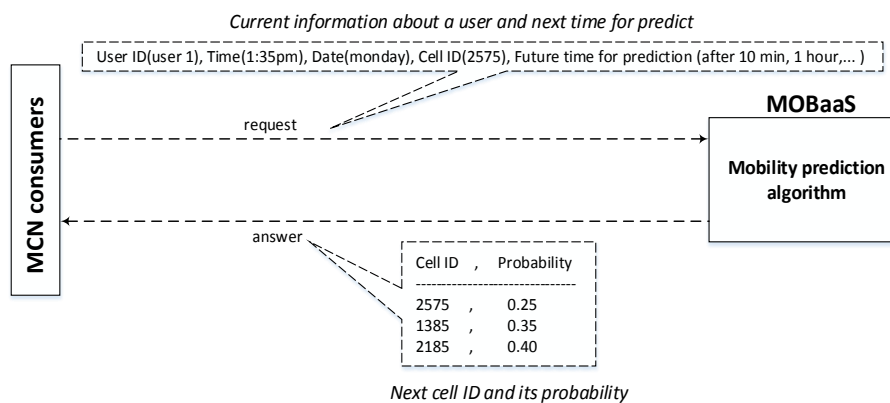 Current information about a user and next time for predict
User ID(user 1), Time(1:35pm), Date(monday), Cell ID(2575), Future time for prediction (after 10 min, 1 hour,... )
MCN consumers
request
MOBaaS
Mobility prediction
algorithm
answer
Cell ID , Probability
------------------------------
2575 , 0.25
1385 , 0.35
2185 , 0.40
Next cell ID and its probability